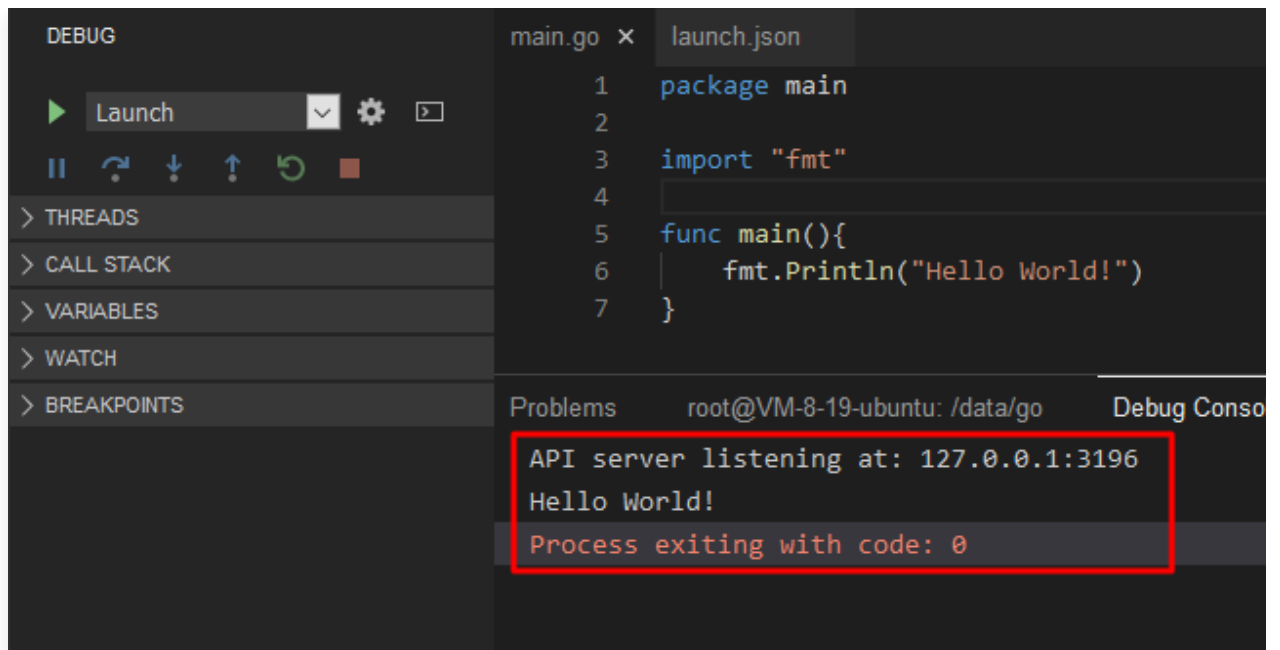 DEBUG
Launch
THREADS
CALL STACK
VARIABLES
WATCH
BREAKPOINTS
main.go × launch.json
1 package main
2
3 import "fmt"
4
5 func main(){
6     fmt.Println("Hello World!")
7 }
Problems root@VM-8-19-ubuntu: /data/go Debug Conso
API server listening at: 127.0.0.1:3196
Hello World!
Process exiting with code: 0